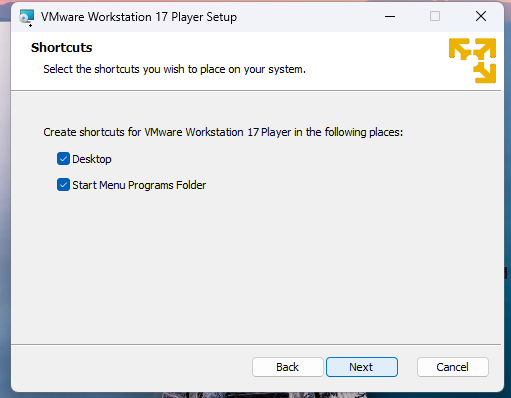 VMware Workstation 17 Player Setup
Shortcuts
Select the shortcuts you wish to place on your system.
Create shortcuts for VMware Workstation 17 Player in the following places:
Desktop
Start Menu Programs Folder
Back
Next
Cancel